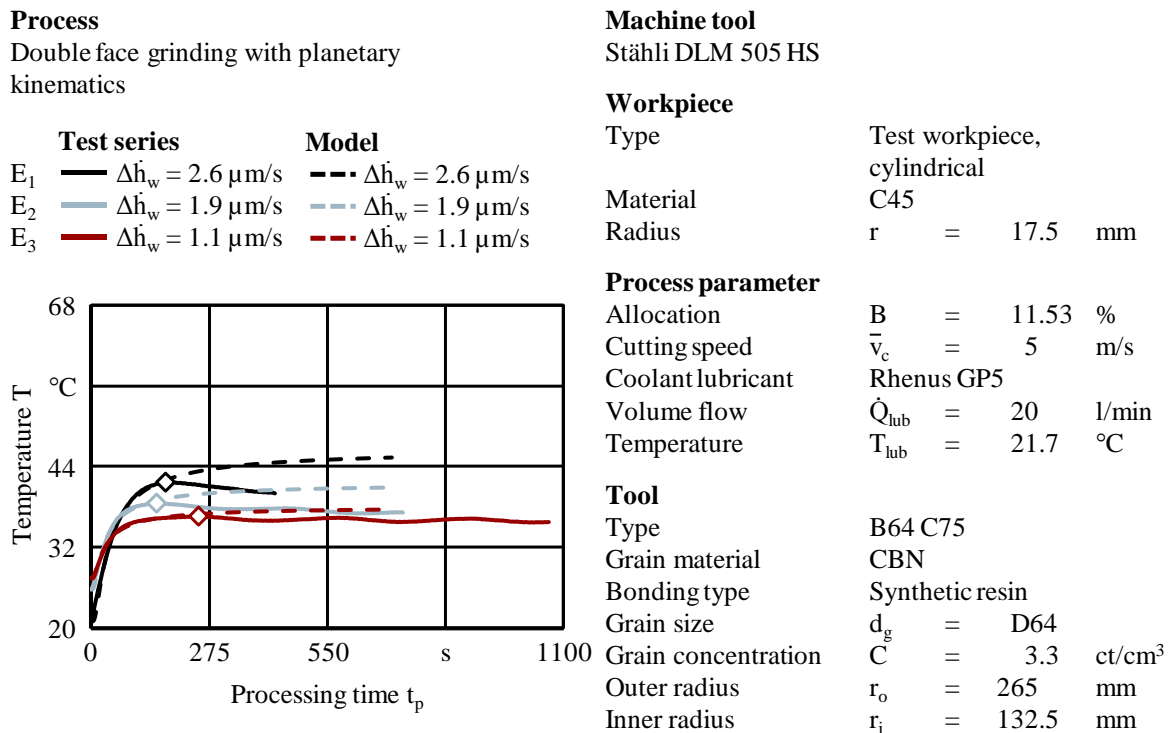 Process
Double face grinding with planetary
kinematics
Test series Model
E₁ Δḣw = 2.6 µm/s Δḣw = 2.6 µm/s
E₂ Δḣw = 1.9 µm/s Δḣw = 1.9 µm/s
E₃ Δḣw = 1.1 µm/s Δḣw = 1.1 µm/s
68
°C
44
32
20
Temperature T
0 275 550 s 1100
Processing time tp
Machine tool
Stähli DLM 505 HS
Workpiece
Type Test workpiece,
cylindrical
Material C45
Radius r = 17.5 mm
Process parameter
Allocation B = 11.53 %
Cutting speed v̅c = 5 m/s
Coolant lubricant Rhenus GP5
Volume flow Q̇lub = 20 l/min
Temperature Tlub = 21.7 °C
Tool
Type B64 C75
Grain material CBN
Bonding type Synthetic resin
Grain size dg = D64
Grain concentration C = 3.3 ct/cm³
Outer radius ro = 265 mm
Inner radius ri = 132.5 mm